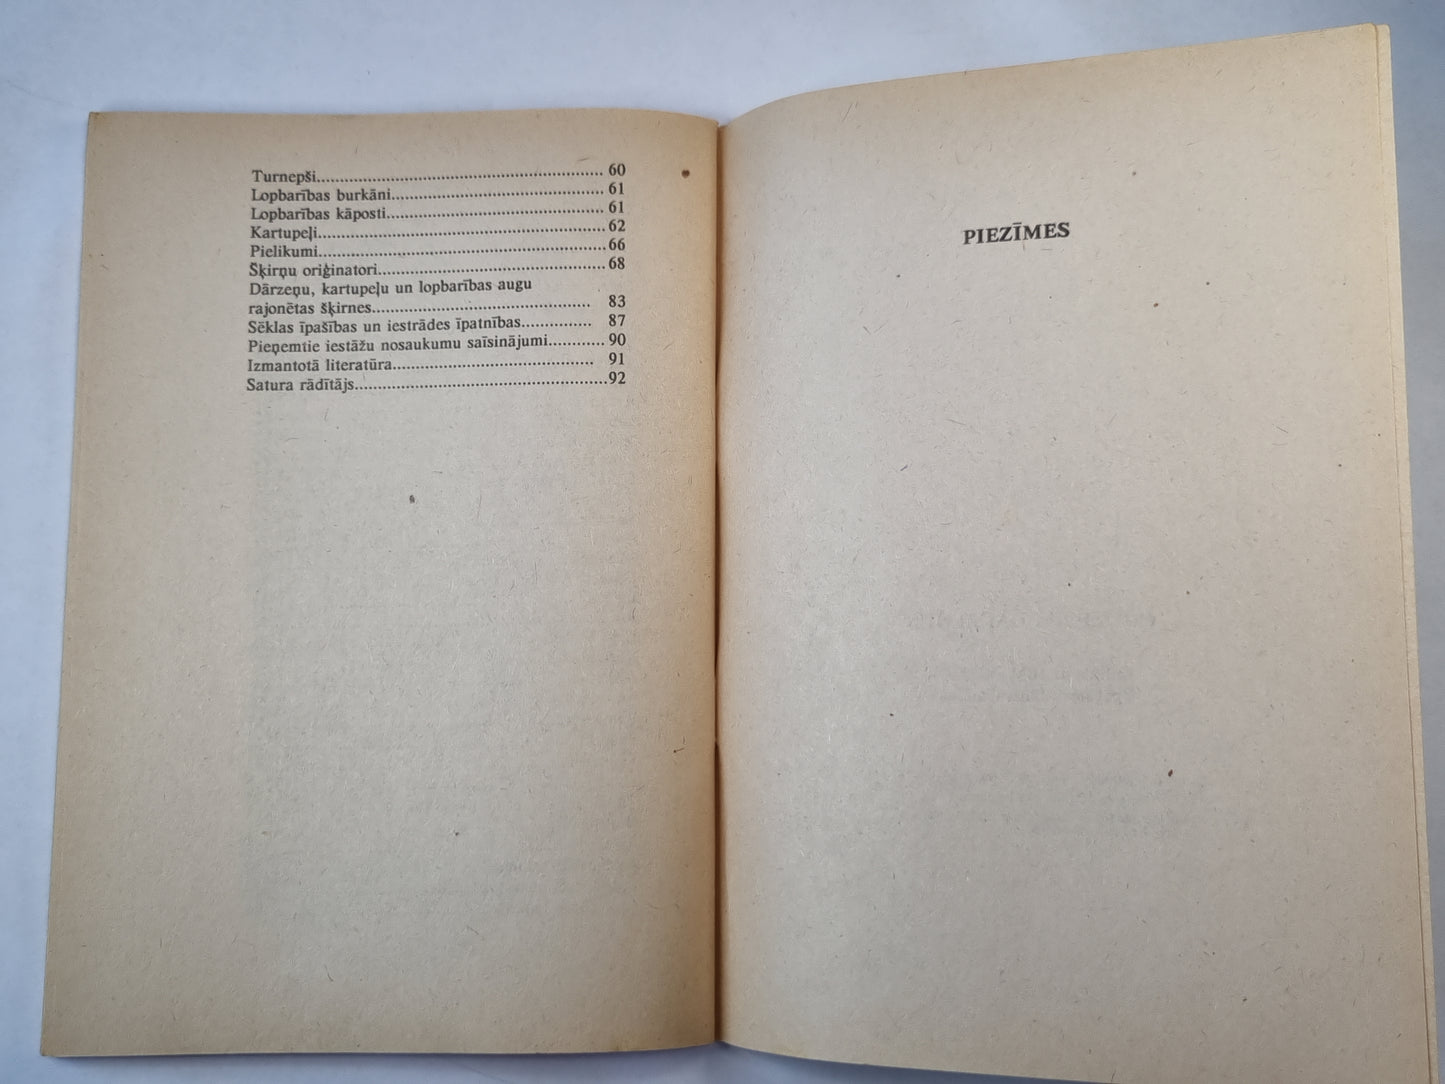 Turnepši............................................................... 60
Lopbarības burkāni............................................... 61
Lopbarības kāposti................................................ 61
Kartupeļi............................................................... 62
Pielikumi............................................................... 66
Šķirņu oriģinatori.................................................. 68
Dārzeņu, kartupeļu un lopbarības augu
rajonētas šķirnes................................................ 83
Sēklas īpašības un iestrādes īpatnības............... 87
Pieņemtie iestāžu nosaukumu saīsinājumi............ 90
Izmantotā literatūra............................................ 91
Satura rādītājs........................................................92
PIEZĪMES